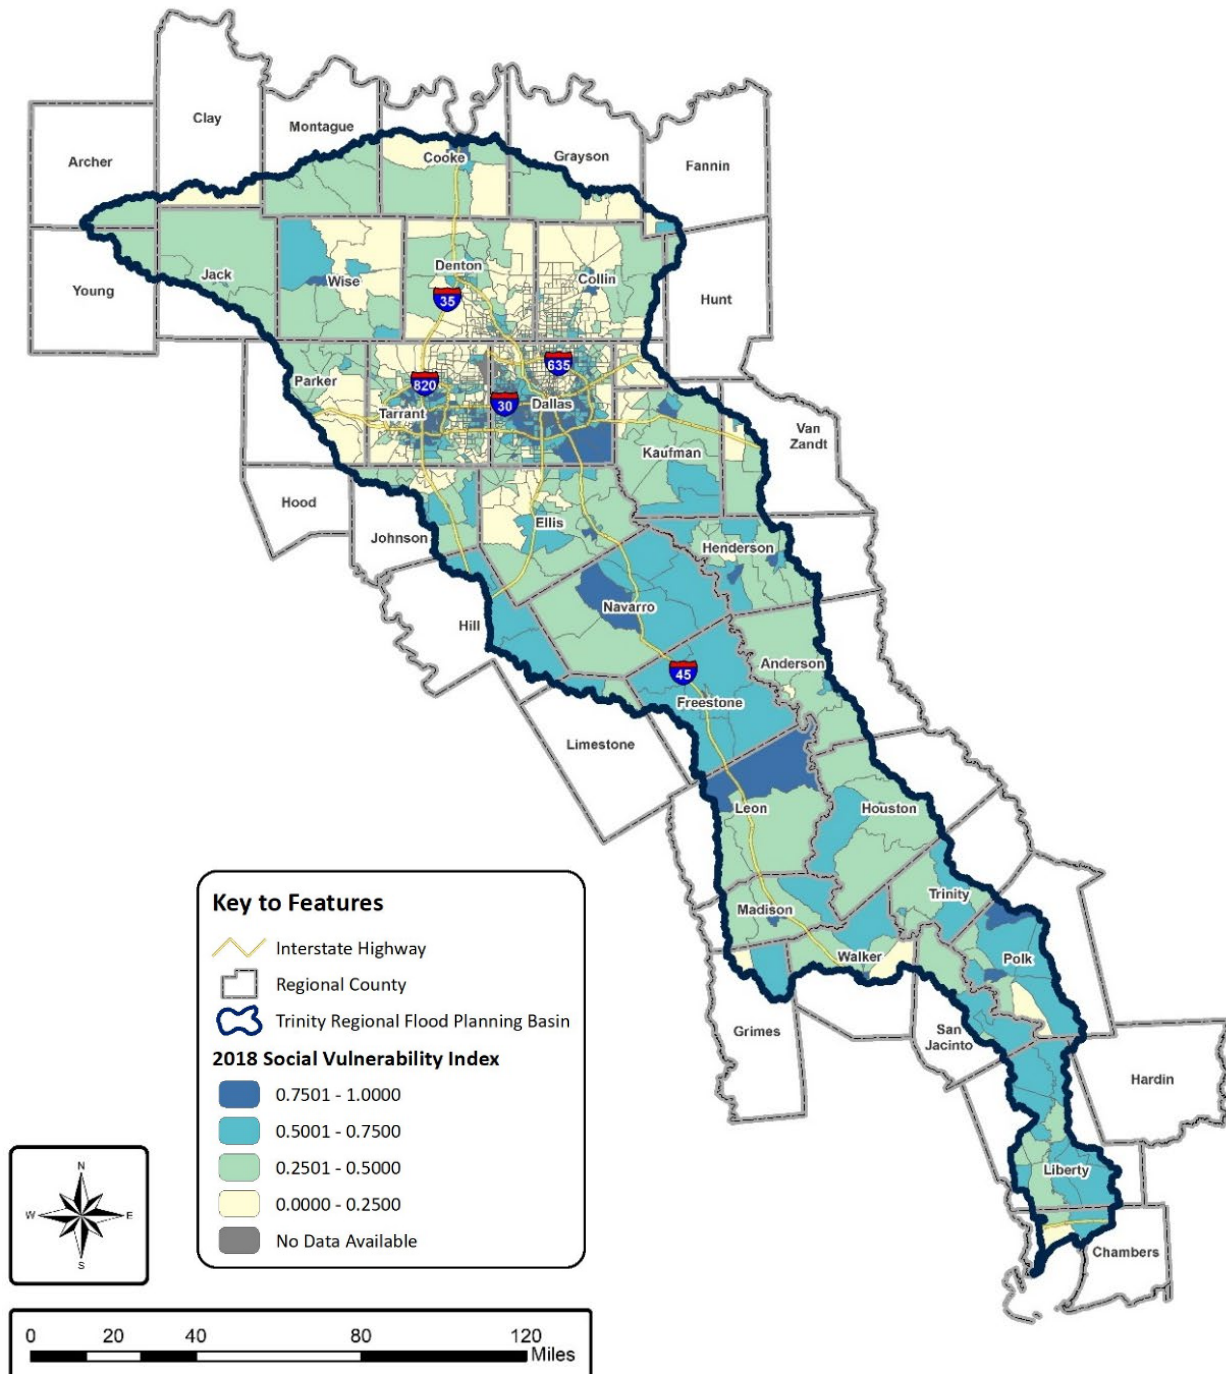 Clay
Montague
Archer
Cooke
Grayson
Fannin
Young
Jack
Wise
Denton
Collin
Hunt
35
Parker
820
635
Tarrant
30
Dallas
Kaufman
Van
Zandt
Hood
Johnson
Ellis
Henderson
Hill
Navarro
Anderson
45
Freestone
Limestone
Leon
Houston
Madison
Trinity
Walker
Polk
Grimes
San
Jacinto
Hardin
Liberty
Chambers
Key to Features
Interstate Highway
Regional County
Trinity Regional Flood Planning Basin
2018 Social Vulnerability Index
0.7501 - 1.0000
0.5001 - 0.7500
0.2501 - 0.5000
0.0000 - 0.2500
No Data Available
N
W E
S
0 20 40 80 120
Miles